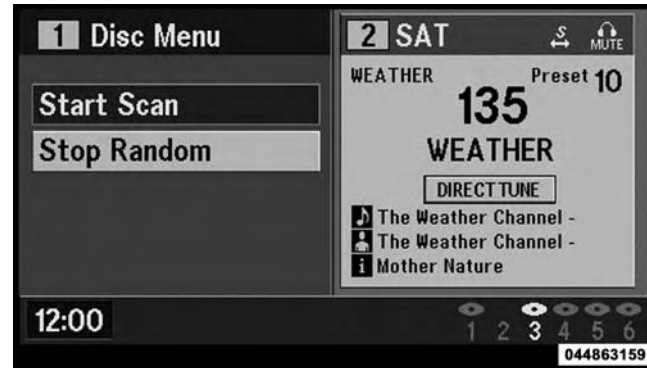 1 Disc Menu
Start Scan
Stop Random
2 SAT
S
MUTE
WEATHER Preset 10
135
WEATHER
DIRECT TUNE
The Weather Channel -
The Weather Channel -
i Mother Nature
12:00
1 2 3 4 5 6
044863159